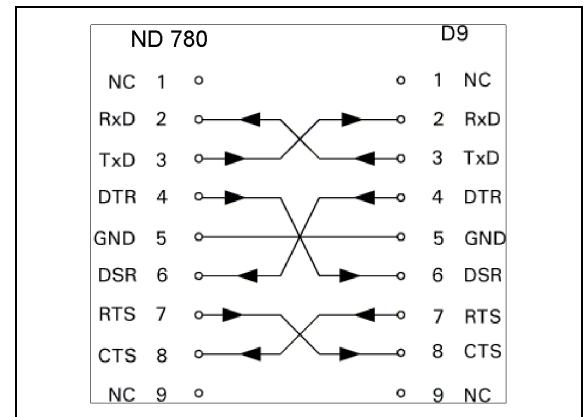 ND 780 D9
NC 1 1 NC
RxD 2 2 RxD
TxD 3 3 TxD
DTR 4 4 DTR
GND 5 5 GND
DSR 6 6 DSR
RTS 7 7 RTS
CTS 8 8 CTS
NC 9 9 NC